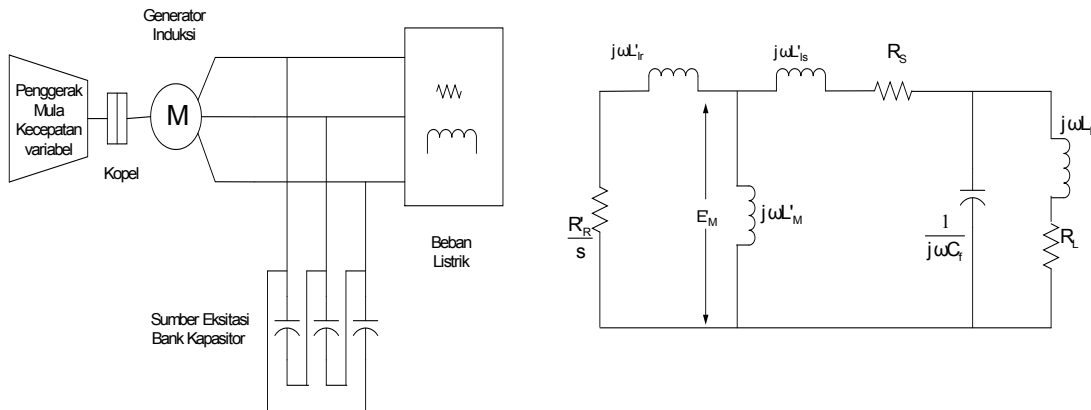 Generator
Induksi
Penggerak
Mula
Kecepatan
variabel
M
Kopel
Beban
Listrik
Sumber Eksitasi
Bank Kapasitor
jωL'lr
jωL'ls
RS
R'R
s
EM
jωL'M
1
jωCf
jωLl
RL